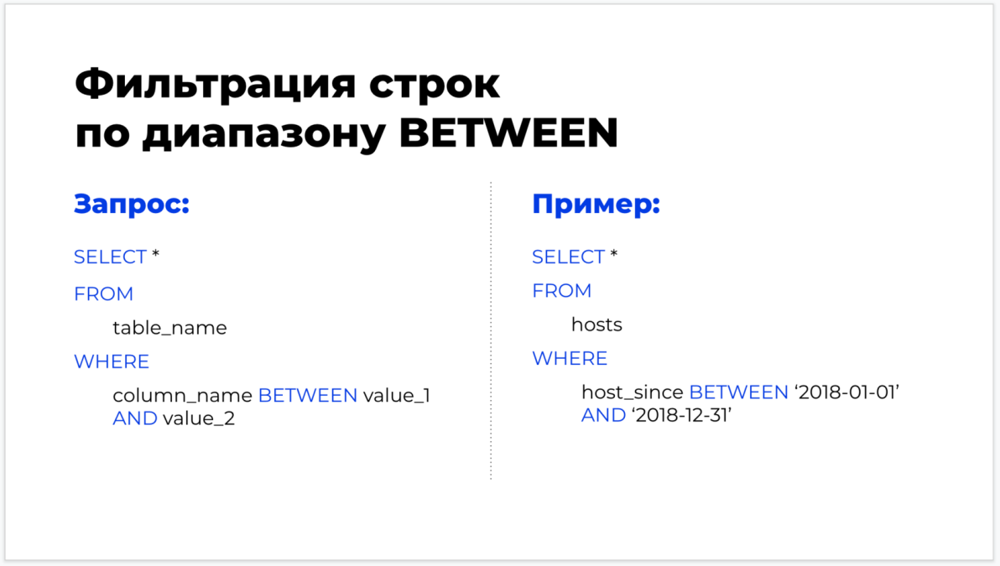 Фильтрация строк
по диапазону BETWEEN
Запрос:
SELECT *
FROM
table_name
WHERE
column_name BETWEEN value_1
AND value_2
Пример:
SELECT *
FROM
hosts
WHERE
host_since BETWEEN ‘2018-01-01’
AND ‘2018-12-31’